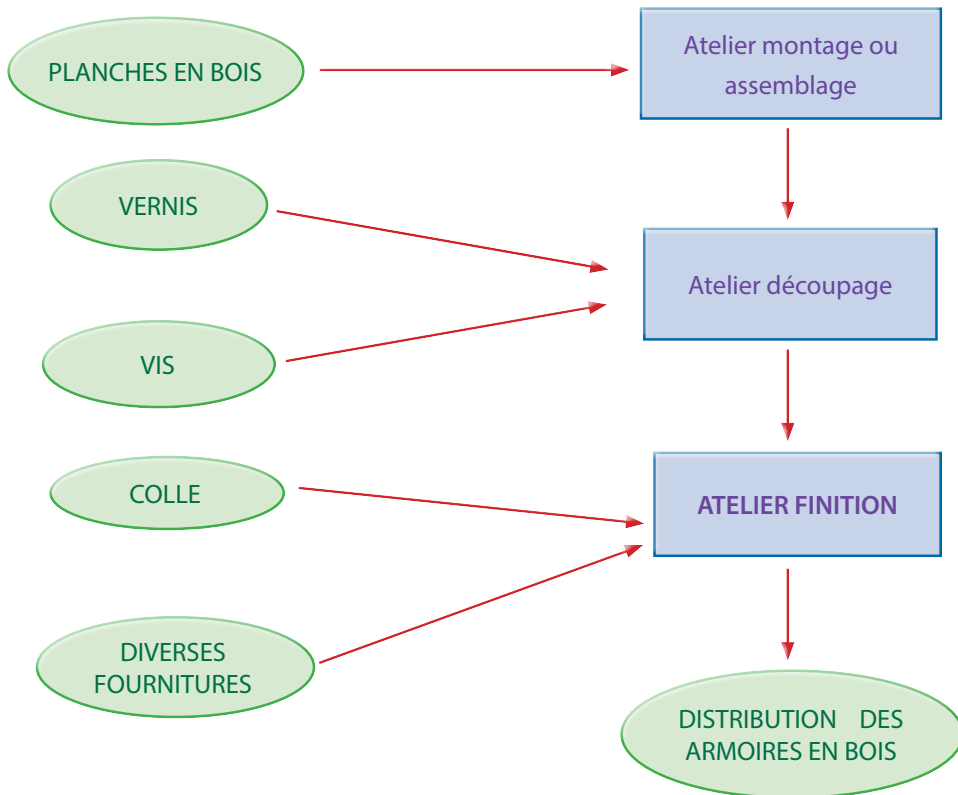 PLANCHES EN BOIS
Atelier montage ou
assemblage
VERNIS
Atelier découpage
VIS
COLLE
ATELIER FINITION
DIVERSES
FOURNITURES
DISTRIBUTION DES
ARMOIRES EN BOIS